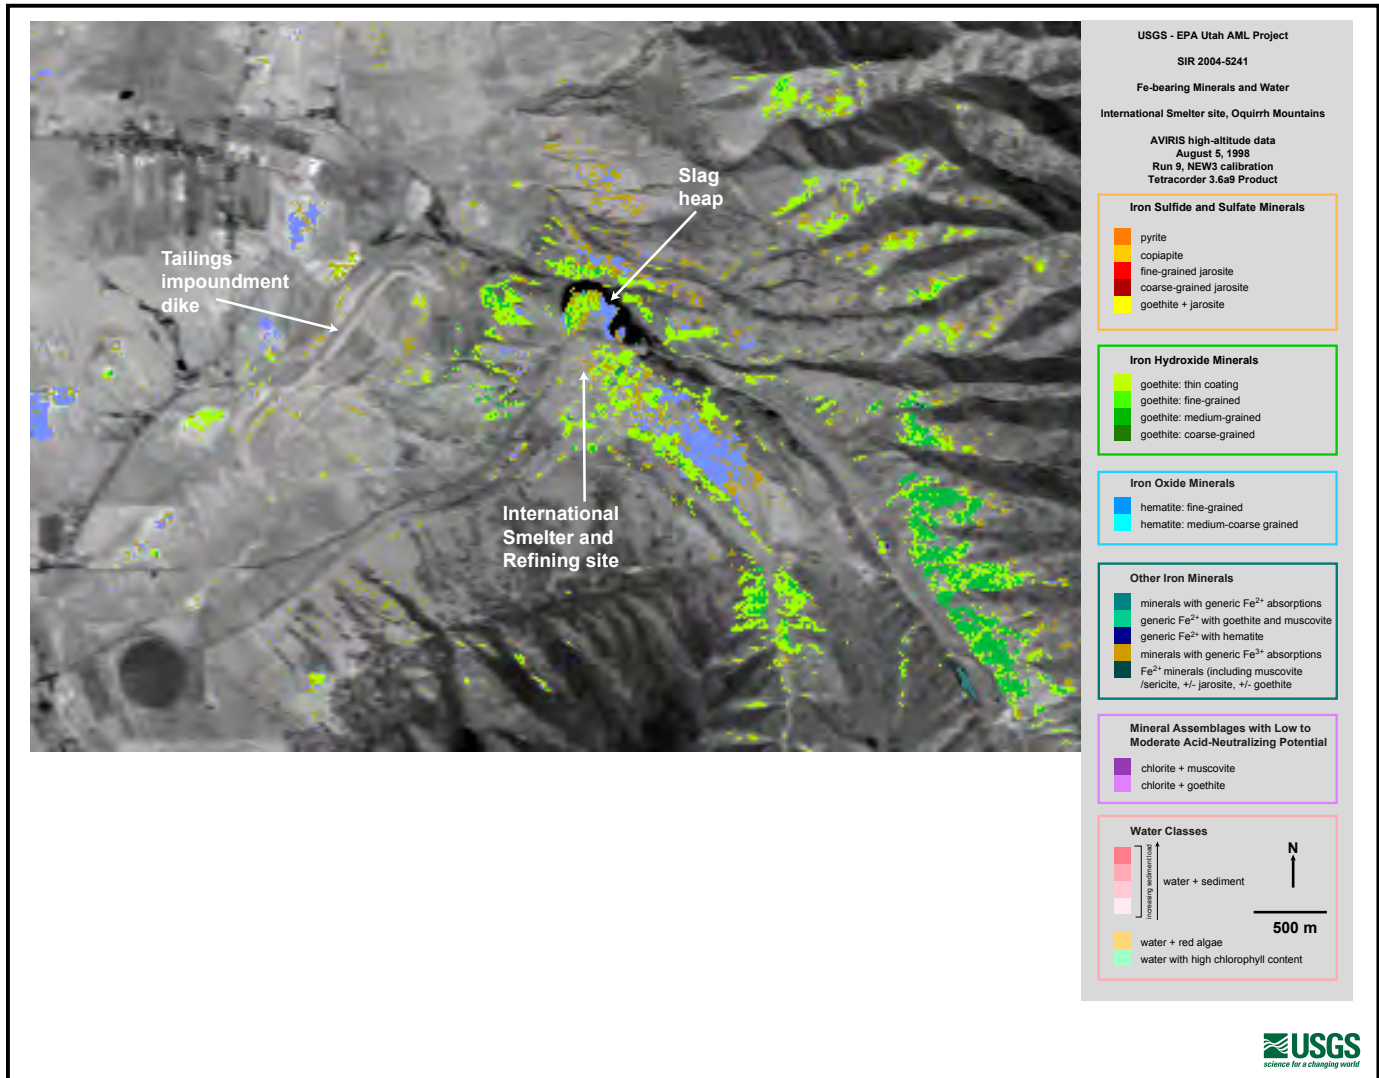 Slag
heap
Tailings
impoundment
dike
International
Smelter and
Refining site
USGS - EPA Utah AML Project
SIR 2004-5241
Fe-bearing Minerals and Water
International Smelter site, Oquirrh Mountains
AVIRIS high-altitude data
August 5, 1998
Run 9, NEW3 calibration
Tetracorder 3.6a9 Product
Iron Sulfide and Sulfate Minerals
pyrite
copiapite
fine-grained jarosite
coarse-grained jarosite
goethite + jarosite
Iron Hydroxide Minerals
goethite: thin coating
goethite: fine-grained
goethite: medium-grained
goethite: coarse-grained
Iron Oxide Minerals
hematite: fine-grained
hematite: medium-coarse grained
Other Iron Minerals
minerals with generic Fe²⁺ absorptions
generic Fe²⁺ with goethite and muscovite
generic Fe²⁺ with hematite
minerals with generic Fe³⁺ absorptions
Fe²⁺ minerals (including muscovite
/sericite, +/- jarosite, +/- goethite
Mineral Assemblages with Low to
Moderate Acid-Neutralizing Potential
chlorite + muscovite
chlorite + goethite
Water Classes
increasing sediment load
water + sediment
N
500 m
water + red algae
water with high chlorophyll content
USGS
science for a changing world